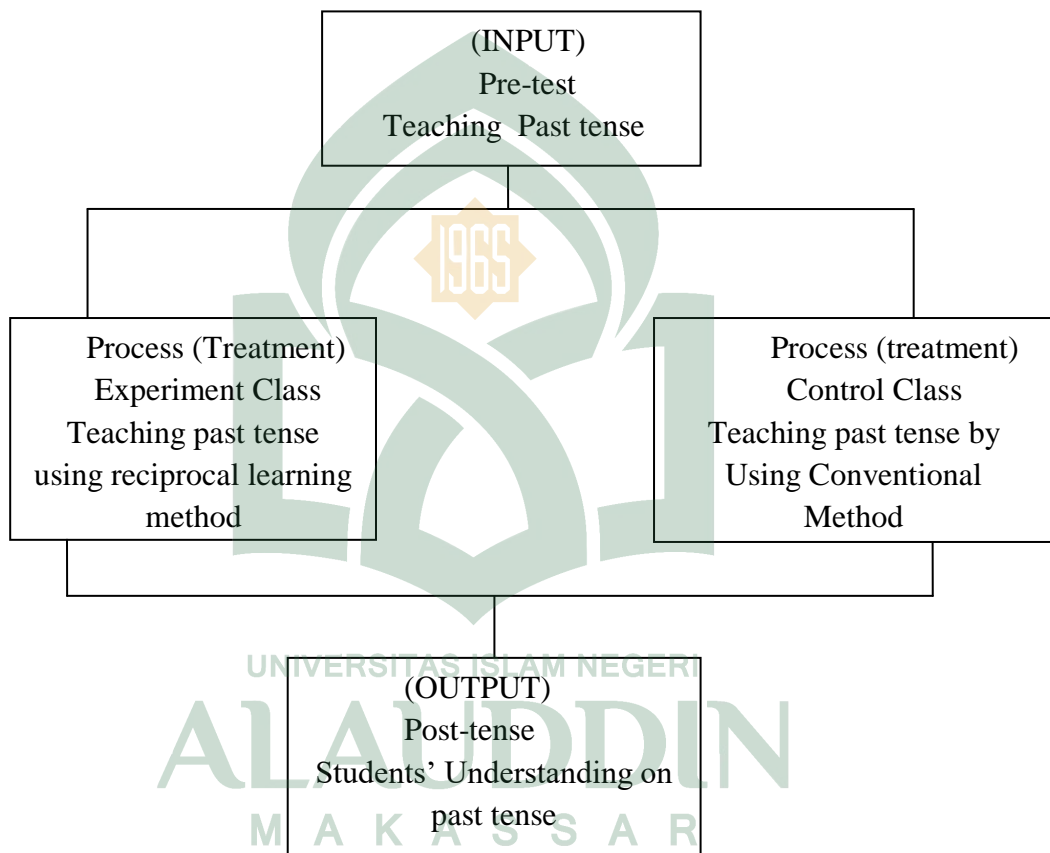 (INPUT)
Pre-test
Teaching Past tense
1965
Process (Treatment)
Experiment Class
Teaching past tense
using reciprocal learning
method
Process (treatment)
Control Class
Teaching past tense by
Using Conventional
Method
UNIVERSITAS ISLAM NEGERI
(OUTPUT)
Post-tense
Students’ Understanding on
past tense
ALAUDDIN
MAKASSAR